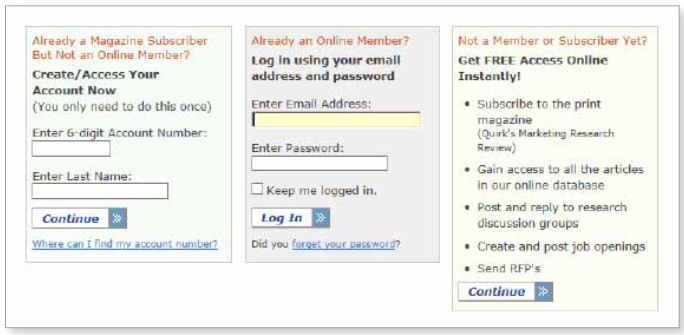 Already a Magazine Subscriber
But Not an Online Member?
Create/Access Your
Account Now
(You only need to do this once)
Enter 6-digit Account Number:
Enter Last Name:
Continue »
Where can I find my account number?
Already an Online Member?
Log in using your email
address and password
Enter Email Address:
Enter Password:
Keep me logged in.
Log In »
Did you forget your password?
Not a Member or Subscriber Yet?
Get FREE Access Online
Instantly!
• Subscribe to the print
magazine
(Quirk's Marketing Research
Review)
• Gain access to all the articles
in our online database
• Post and reply to research
discussion groups
• Create and post job openings
• Send RFP's
Continue »